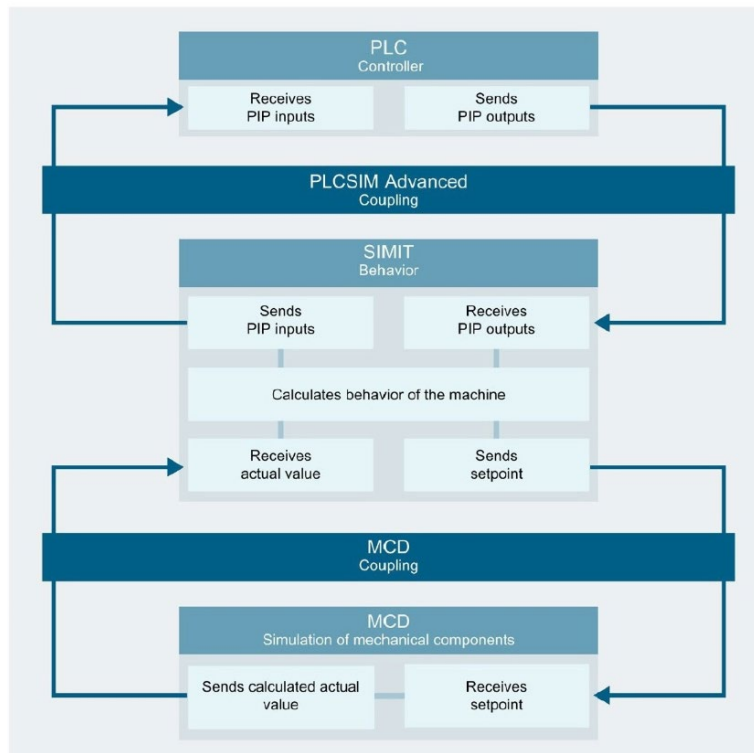 PLC
Controller
Receives
PIP inputs
Sends
PIP outputs
PLCSIM Advanced
Coupling
SIMIT
Behavior
Sends
PIP inputs
Receives
PIP outputs
Calculates behavior of the machine
Receives
actual value
Sends
setpoint
MCD
Coupling
MCD
Simulation of mechanical components
Sends calculated actual
value
Receives
setpoint